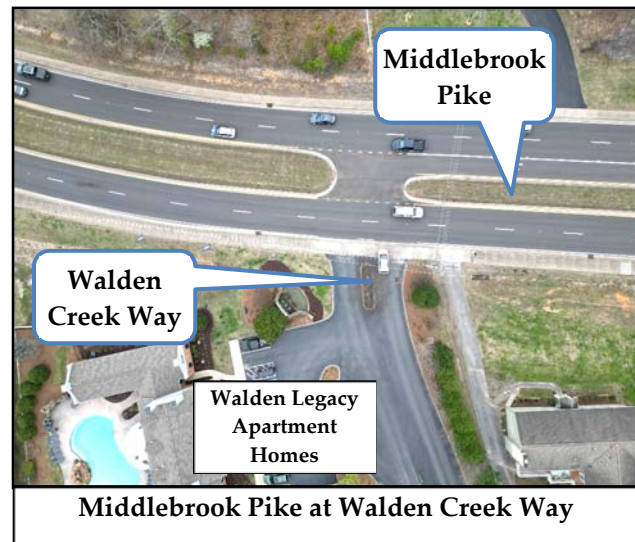 Middlebrook
Pike
Walden
Creek Way
Walden Legacy
Apartment
Homes
Middlebrook Pike at Walden Creek Way